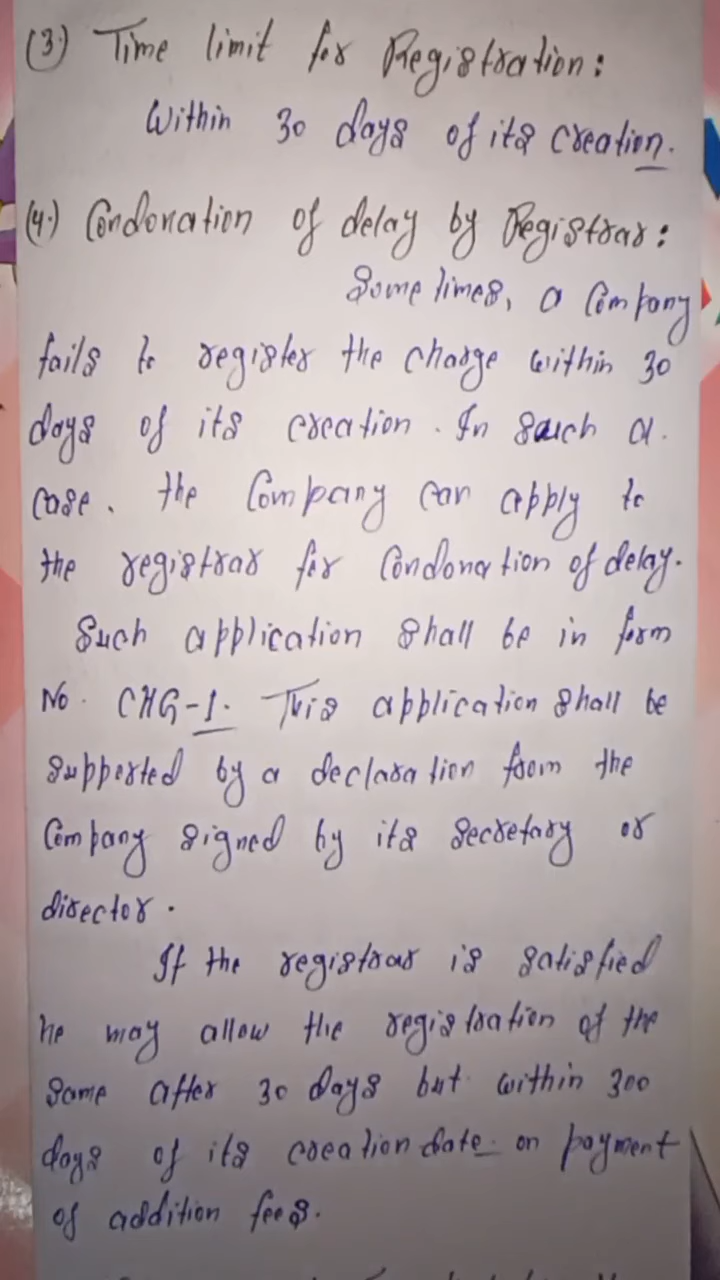 (3.) Time limit for Registration:
Within 30 days of its creation.
(4.) Condonation of delay by Registrar:
Some times, a Company
fails to register the charge within 30
days of its creation. In such a.
case, the Company can apply to
the registrar for Condonation of delay.
Such application shall be in form
No. CHG-1. This application shall be
supported by a declaration from the
Company signed by its secretary or
director.
If the registrar is satisfied
he may allow the registration of the
same after 30 days but within 300
days of its creation date on payment
of addition fees.